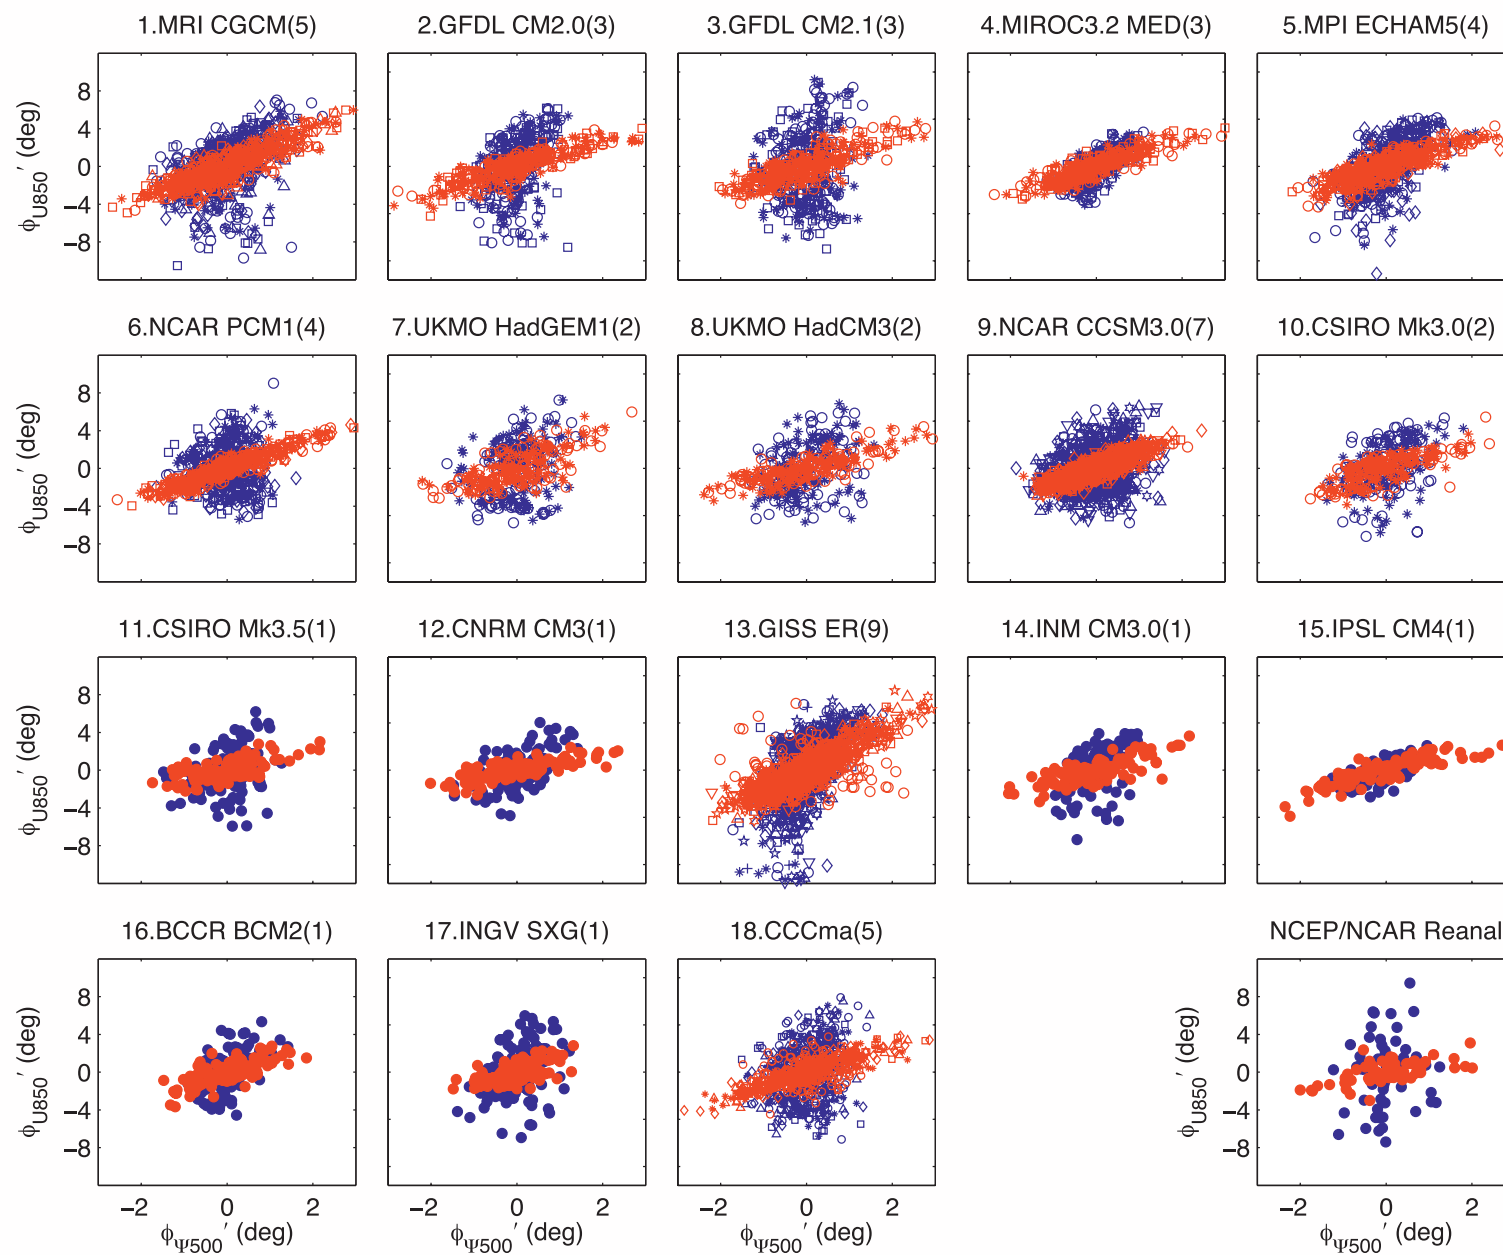 1.MRI CGCM(5)
2.GFDL CM2.0(3)
3.GFDL CM2.1(3)
4.MIROC3.2 MED(3)
5.MPI ECHAM5(4)
ϕU850′ (deg)
8
4
0
−4
−8
6.NCAR PCM1(4)
7.UKMO HadGEM1(2)
8.UKMO HadCM3(2)
9.NCAR CCSM3.0(7)
10.CSIRO Mk3.0(2)
ϕU850′ (deg)
8
4
0
−4
−8
11.CSIRO Mk3.5(1)
12.CNRM CM3(1)
13.GISS ER(9)
14.INM CM3.0(1)
15.IPSL CM4(1)
ϕU850′ (deg)
8
4
0
−4
−8
16.BCCR BCM2(1)
17.INGV SXG(1)
18.CCCma(5)
NCEP/NCAR Reanal
ϕU850′ (deg)
8
4
0
−4
−8
ϕU850′ (deg)
8
4
0
−4
−8
−2 0 2
−2 0 2
−2 0 2
−2 0 2
ϕΨ500′ (deg)
ϕΨ500′ (deg)
ϕΨ500′ (deg)
ϕΨ500′ (deg)